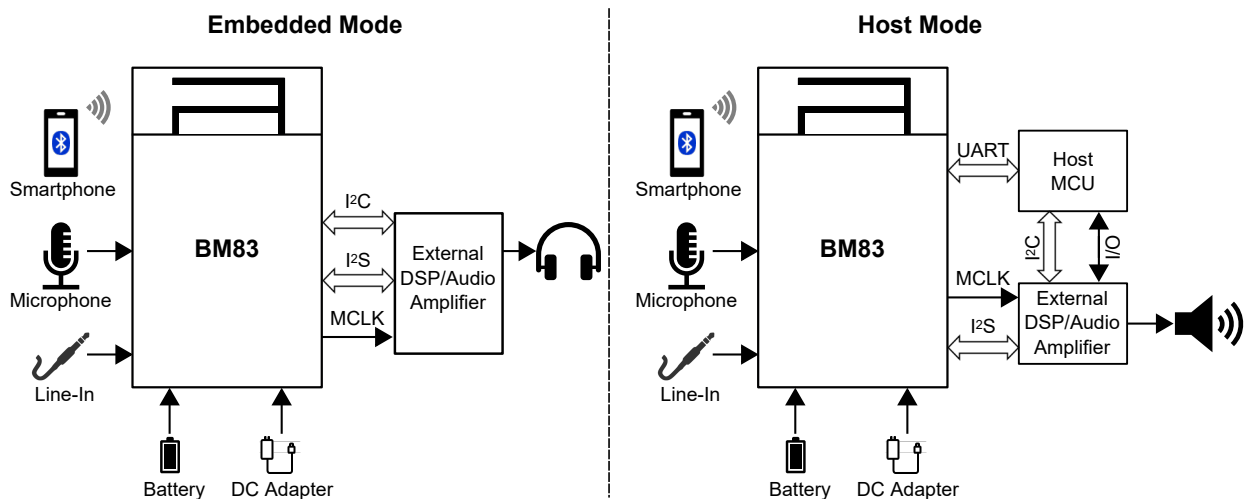 Embedded Mode
Smartphone
Microphone
Line-In
BM83
I²C
I²S
MCLK
External
DSP/Audio
Amplifier
Battery
DC Adapter
Host Mode
Smartphone
Microphone
Line-In
BM83
UART
Host
MCU
I²C
I/O
MCLK
I²S
External
DSP/Audio
Amplifier
Battery
DC Adapter